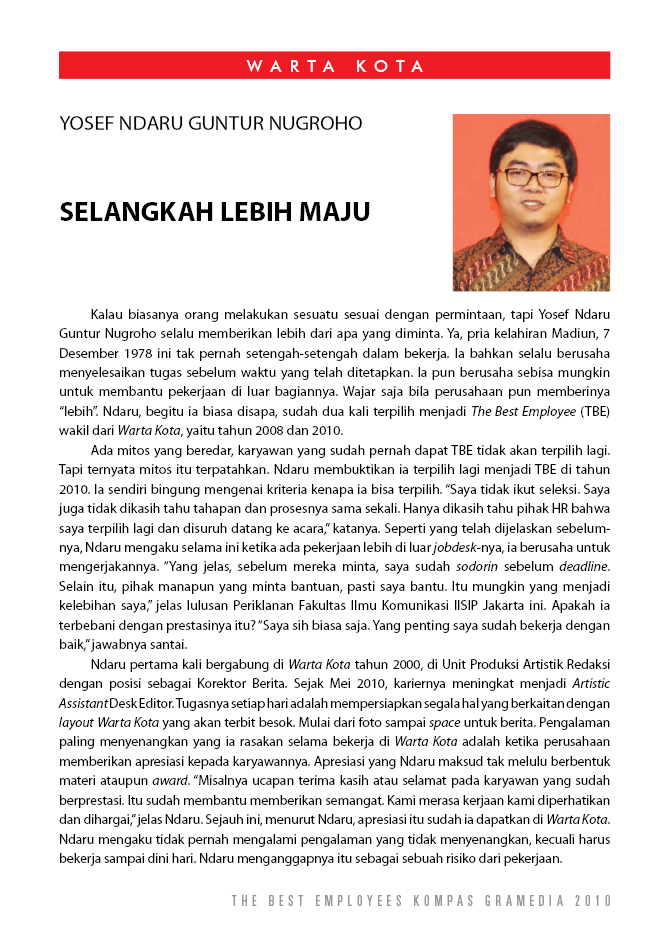 WARTA KOTA
YOSEF NDARU GUNTUR NUGROHO
SELANGKAH LEBIH MAJU
Kalau biasanya orang melakukan sesuatu sesuai dengan permintaan, tapi Yosef Ndaru
Guntur Nugroho selalu memberikan lebih dari apa yang diminta. Ya, pria kelahiran Madiun, 7
Desember 1978 ini tak pernah setengah-setengah dalam bekerja. Ia bahkan selalu berusaha
menyelesaikan tugas sebelum waktu yang telah ditetapkan. Ia pun berusaha sebisa mungkin
untuk membantu pekerjaan di luar bagiannya. Wajar saja bila perusahaan pun memberinya
“lebih”. Ndaru, begitu ia biasa disapa, sudah dua kali terpilih menjadi The Best Employee (TBE)
wakil dari Warta Kota, yaitu tahun 2008 dan 2010.
Ada mitos yang beredar, karyawan yang sudah pernah dapat TBE tidak akan terpilih lagi.
Tapi ternyata mitos itu terpatahkan. Ndaru membuktikan ia terpilih lagi menjadi TBE di tahun
2010. Ia sendiri bingung mengenai kriteria kenapa ia bisa terpilih. “Saya tidak ikut seleksi. Saya
juga tidak dikasih tahu tahapan dan prosesnya sama sekali. Hanya dikasih tahu pihak HR bahwa
saya terpilih lagi dan disuruh datang ke acara,” katanya. Seperti yang telah dijelaskan sebelum-
nya, Ndaru mengaku selama ini ketika ada pekerjaan lebih di luar jobdesk-nya, ia berusaha untuk
mengerjakannya. “Yang jelas, sebelum mereka minta, saya sudah sodorin sebelum deadline.
Selain itu, pihak manapun yang minta bantuan, pasti saya bantu. Itu mungkin yang menjadi
kelebihan saya,” jelas lulusan Periklanan Fakultas Ilmu Komunikasi IISIP Jakarta ini. Apakah ia
terbebani dengan prestasinya itu? “Saya sih biasa saja. Yang penting saya sudah bekerja dengan
baik,” jawabnya santai.
Ndaru pertama kali bergabung di Warta Kota tahun 2000, di Unit Produksi Artistik Redaksi
dengan posisi sebagai Korektor Berita. Sejak Mei 2010, kariernya meningkat menjadi Artistic
Assistant Desk Editor. Tugasnya setiap hari adalah mempersiapkan segala hal yang berkaitan dengan
layout Warta Kota yang akan terbit besok. Mulai dari foto sampai space untuk berita. Pengalaman
paling menyenangkan yang ia rasakan selama bekerja di Warta Kota adalah ketika perusahaan
memberikan apresiasi kepada karyawannya. Apresiasi yang Ndaru maksud tak melulu berbentuk
materi ataupun award. “Misalnya ucapan terima kasih atau selamat pada karyawan yang sudah
berprestasi. Itu sudah membantu memberikan semangat. Kami merasa kerjaan kami diperhatikan
dan dihargai,” jelas Ndaru. Sejauh ini, menurut Ndaru, apresiasi itu sudah ia dapatkan di Warta Kota.
Ndaru mengaku tidak pernah mengalami pengalaman yang tidak menyenangkan, kecuali harus
bekerja sampai dini hari. Ndaru menganggapnya itu sebagai sebuah risiko dari pekerjaan.
THE BEST EMPLOYEES KOMPAS GRAMEDIA 2010